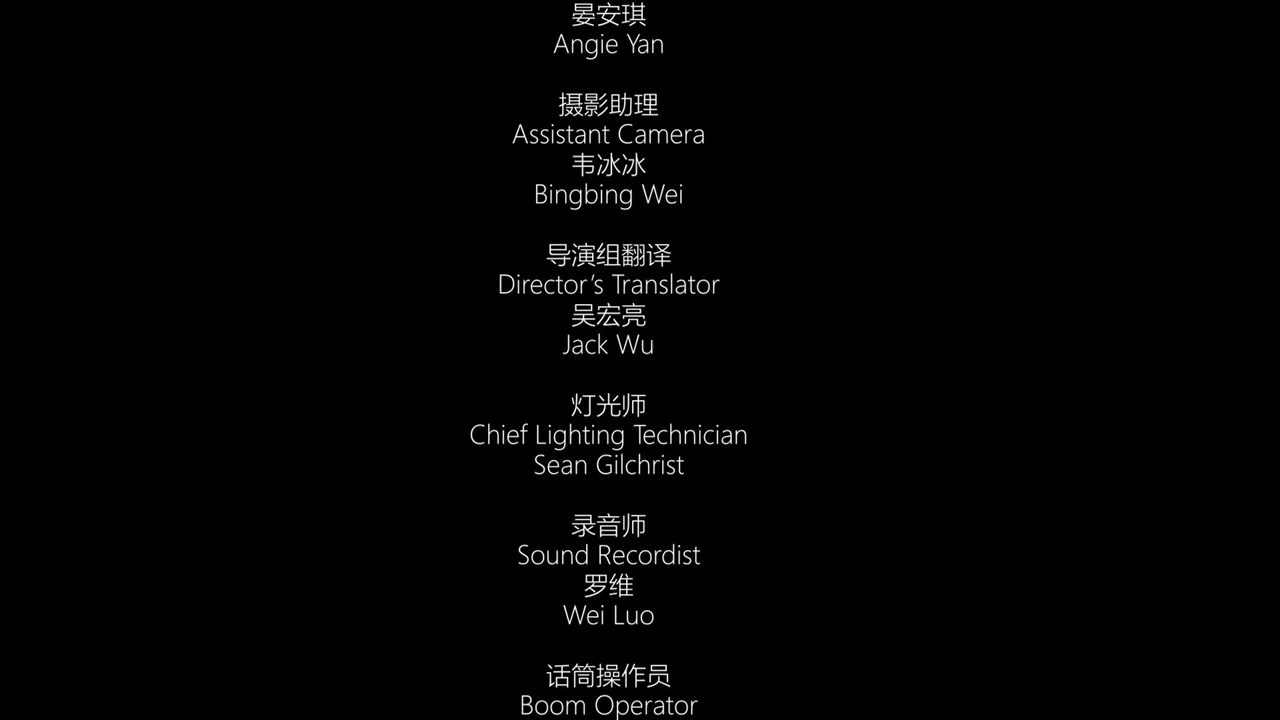 晏安琪
Angie Yan
摄影助理
Assistant Camera
韦冰冰
Bingbing Wei
导演组翻译
Director's Translator
吴宏亮
Jack Wu
灯光师
Chief Lighting Technician
Sean Gilchrist
录音师
Sound Recordist
罗维
Wei Luo
话筒操作员
Boom Operator